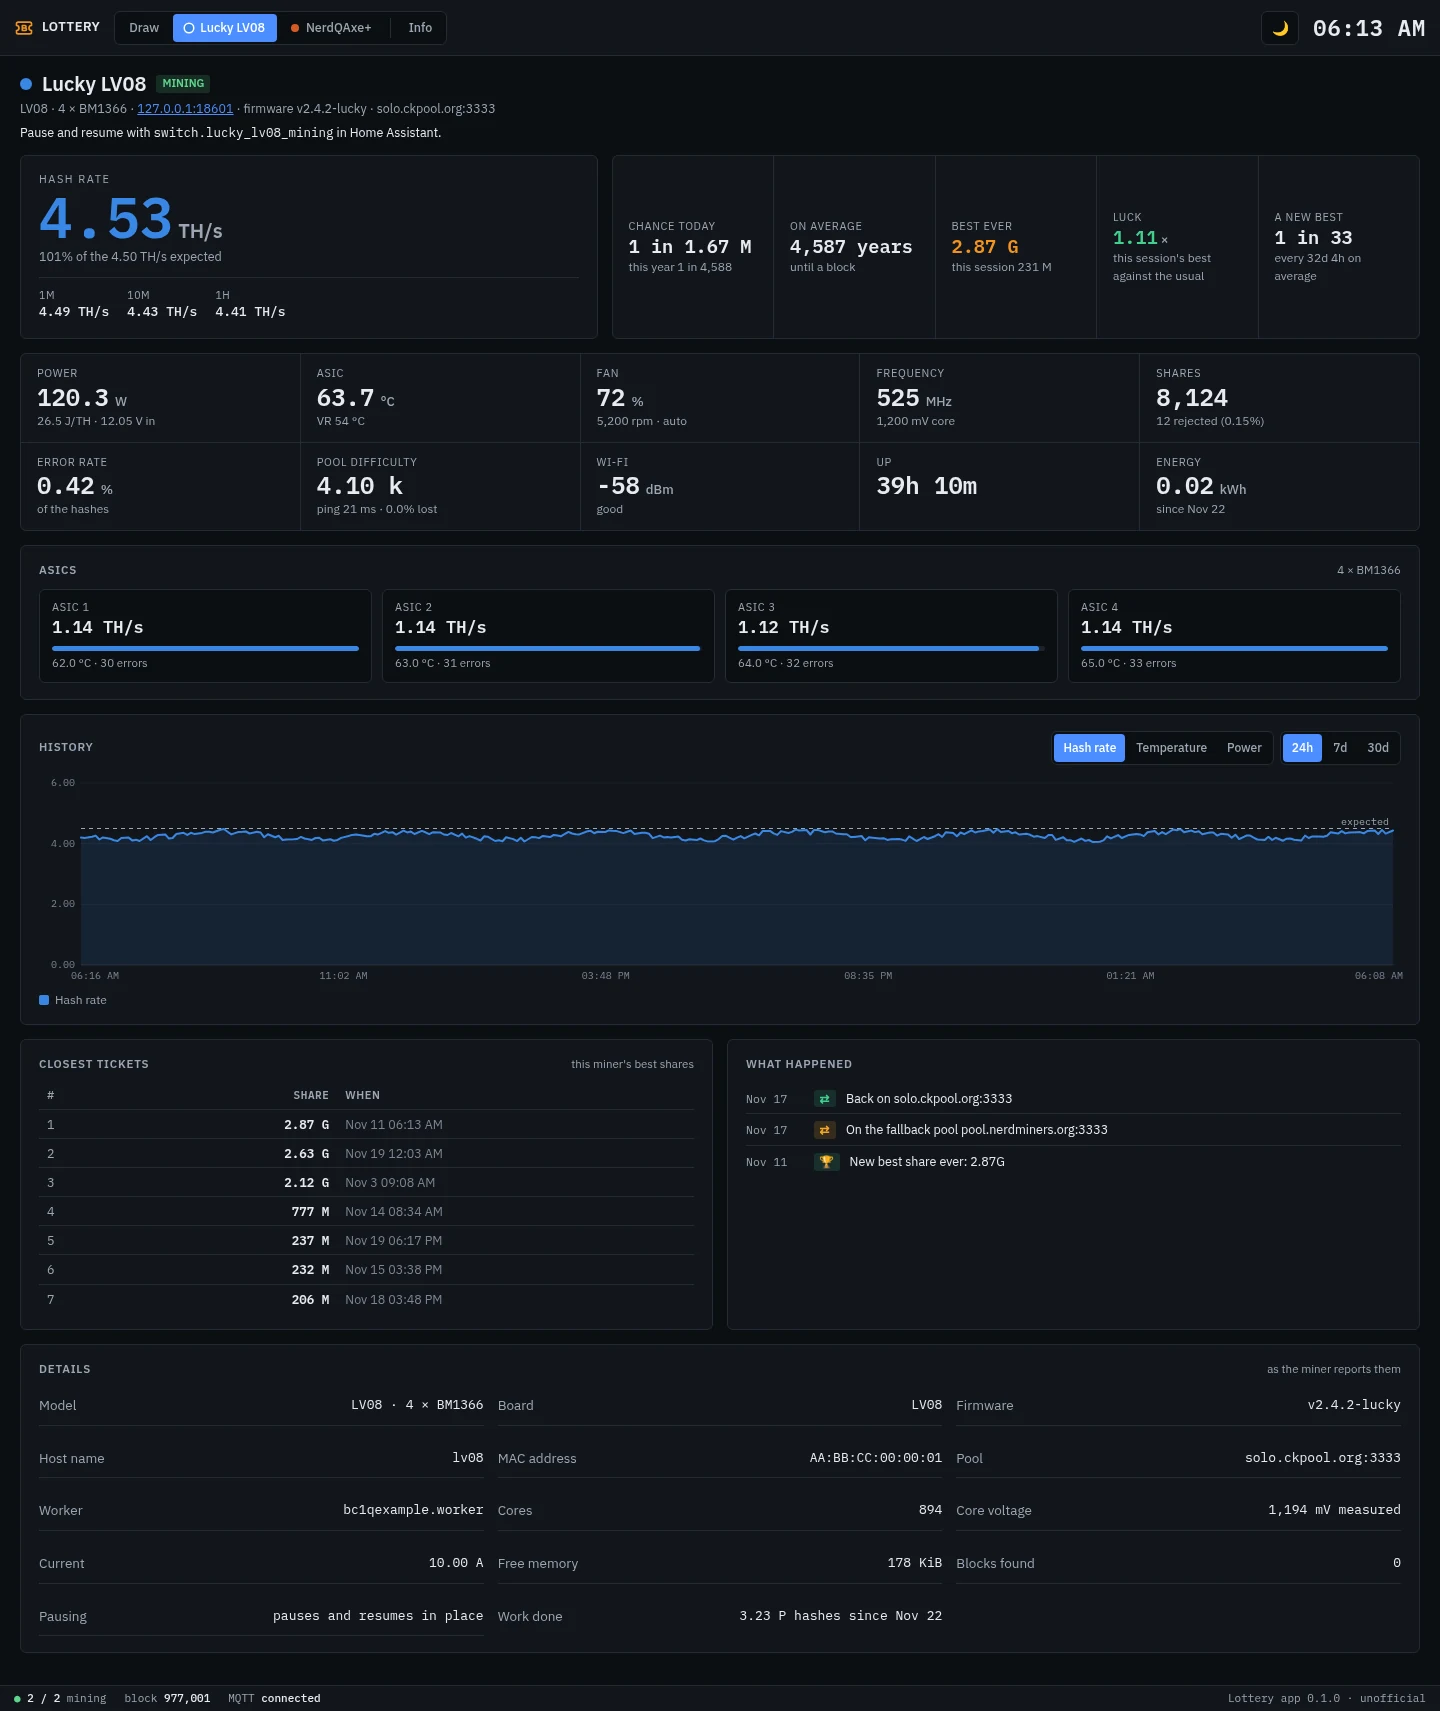 LOTTERY
Draw
Lucky LV08
NerdQAxe+
Info
06:13 AM
Lucky LV08 MINING
LV08 · 4 × BM1366 · 127.0.0.1:18601 · firmware v2.4.2-lucky · solo.ckpool.org:3333
Pause and resume with switch.lucky_lv08_mining in Home Assistant.
HASH RATE
4.53 TH/s
101% of the 4.50 TH/s expected
1M 10M 1H
4.49 TH/s 4.43 TH/s 4.41 TH/s
CHANCE TODAY
1 in 1.67 M
this year 1 in 4,588
ON AVERAGE
4,587 years
until a block
BEST EVER
2.87 G
this session 231 M
LUCK
1.11 ×
this session's best
against the usual
A NEW BEST
1 in 33
every 32d 4h on
average
POWER
120.3 W
26.5 J/TH · 12.05 V in
ASIC
63.7 °C
VR 54 °C
FAN
72 %
5,200 rpm · auto
FREQUENCY
525 MHz
1,200 mV core
SHARES
8,124
12 rejected (0.15%)
ERROR RATE
0.42 %
of the hashes
POOL DIFFICULTY
4.10 k
ping 21 ms · 0.0% lost
WI-FI
-58 dBm
good
UP
39h 10m
ENERGY
0.02 kWh
since Nov 22
ASICS
4 × BM1366
ASIC 1
1.14 TH/s
62.0 °C · 30 errors
ASIC 2
1.14 TH/s
63.0 °C · 31 errors
ASIC 3
1.12 TH/s
64.0 °C · 32 errors
ASIC 4
1.14 TH/s
65.0 °C · 33 errors
HISTORY
Hash rate Temperature Power
24h 7d 30d
6.00
expected
4.00
2.00
0.00
06:16 AM 11:02 AM 03:48 PM 08:35 PM 01:21 AM 06:08 AM
Hash rate
CLOSEST TICKETS
this miner's best shares
# SHARE WHEN
1 2.87 G Nov 11 06:13 AM
2 2.63 G Nov 19 12:03 AM
3 2.12 G Nov 3 09:08 AM
4 777 M Nov 14 08:34 AM
5 237 M Nov 19 06:17 PM
6 232 M Nov 15 03:38 PM
7 206 M Nov 18 03:48 PM
WHAT HAPPENED
Nov 17 Back on solo.ckpool.org:3333
Nov 17 On the fallback pool pool.nerdminers.org:3333
Nov 11 New best share ever: 2.87G
DETAILS
as the miner reports them
Model LV08 · 4 × BM1366
Board LV08
Firmware v2.4.2-lucky
Host name lv08
MAC address AA:BB:CC:00:00:01
Pool solo.ckpool.org:3333
Worker bc1qexample.worker
Cores 894
Core voltage 1,194 mV measured
Current 10.00 A
Free memory 178 KiB
Blocks found 0
Pausing pauses and resumes in place
Work done 3.23 P hashes since Nov 22
2 / 2 mining block 977,001 MQTT connected
Lottery app 0.1.0 · unofficial